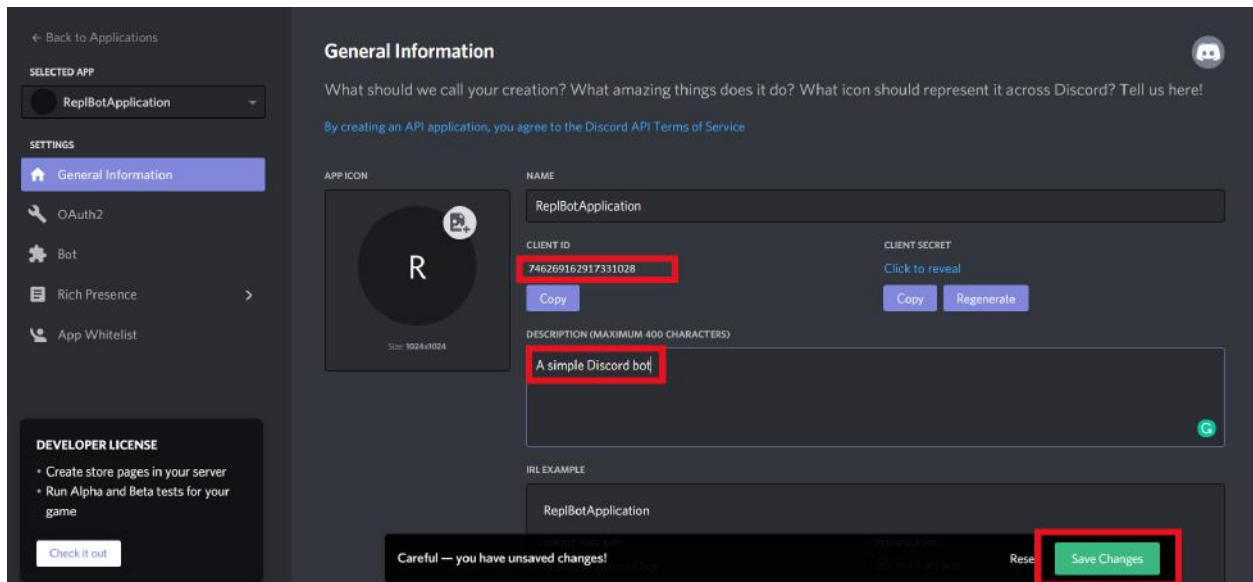 ← Back to Applications
SELECTED APP
ReplBotApplication
SETTINGS
General Information
OAuth2
Bot
Rich Presence
App Whitelist
DEVELOPER LICENSE
• Create store pages in your server
• Run Alpha and Beta tests for your
game
Check it out
General Information
What should we call your creation? What amazing things does it do? What icon should represent it across Discord? Tell us here!
By creating an API application, you agree to the Discord API Terms of Service
APP ICON
R
Size: 1024x1024
NAME
ReplBotApplication
CLIENT ID
746269162917331028
Copy
CLIENT SECRET
Click to reveal
Copy Regenerate
DESCRIPTION (MAXIMUM 400 CHARACTERS)
A simple Discord bot
IRL EXAMPLE
ReplBotApplication
Careful — you have unsaved changes!
Rese
Save Changes